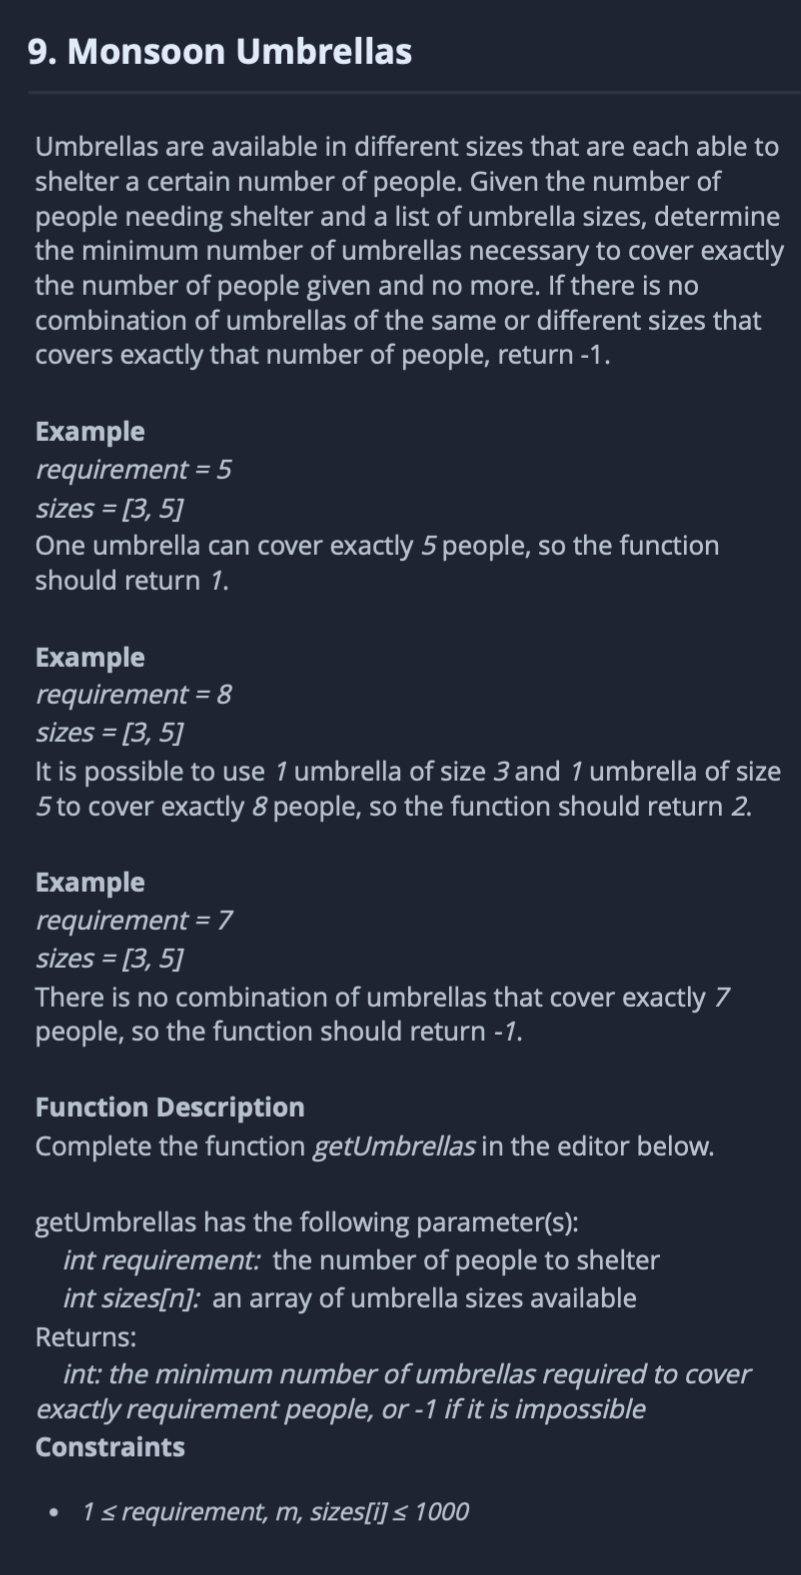 9. Monsoon Umbrellas
Umbrellas are available in different sizes that are each able to
shelter a certain number of people. Given the number of
people needing shelter and a list of umbrella sizes, determine
the minimum number of umbrellas necessary to cover exactly
the number of people given and no more. If there is no
combination of umbrellas of the same or different sizes that
covers exactly that number of people, return -1.
Example
requirement = 5
sizes = [3, 5]
One umbrella can cover exactly 5 people, so the function
should return 1.
Example
requirement = 8
sizes = [3, 5]
It is possible to use 1 umbrella of size 3 and 1 umbrella of size
5 to cover exactly 8 people, so the function should return 2.
Example
requirement = 7
sizes = [3, 5]
There is no combination of umbrellas that cover exactly 7
people, so the function should return -1.
Function Description
Complete the function getUmbrellas in the editor below.
getUmbrellas has the following parameter(s):
int requirement: the number of people to shelter
int sizes[n]: an array of umbrella sizes available
Returns:
int: the minimum number of umbrellas required to cover
exactly requirement people, or -1 if it is impossible
Constraints
• 1 ≤ requirement, m, sizes[i] ≤ 1000